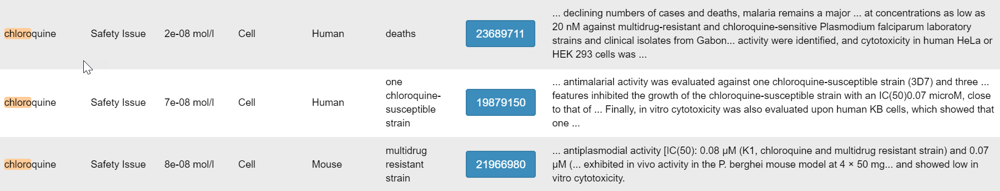 chloroquine Safety Issue 2e-08 mol/l Cell Human deaths 23689711
... declining numbers of cases and deaths, malaria remains a major ... at concentrations as low as
20 nM against multidrug-resistant and chloroquine-sensitive Plasmodium falciparum laboratory
strains and clinical isolates from Gabon... activity were identified, and cytotoxicity in human HeLa or
HEK 293 cells was ...
chloroquine Safety Issue 7e-08 mol/l Cell Human
one
chloroquine-
susceptible
strain
19879150
... antimalarial activity was evaluated against one chloroquine-susceptible strain (3D7) and three ...
features inhibited the growth of the chloroquine-susceptible strain with an IC(50)0.07 microM, close
to that of ... Finally, in vitro cytotoxicity was also evaluated upon human KB cells, which showed that
one ...
chloroquine Safety Issue 8e-08 mol/l Cell Mouse
multidrug
resistant
strain
21966980
... antiplasmodial activity [IC(50): 0.08 μM (K1, chloroquine and multidrug resistant strain) and 0.07
μM (... exhibited in vivo activity in the P. berghei mouse model at 4 × 50 mg... and showed low in
vitro cytotoxicity.